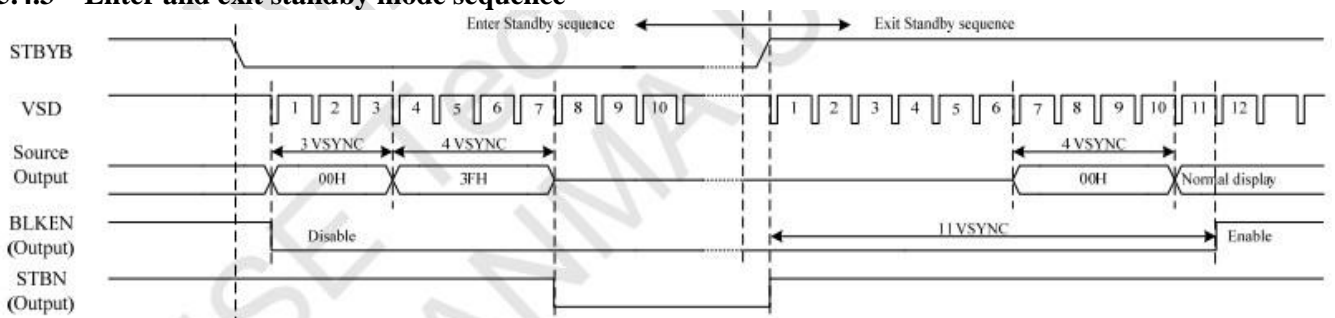 Enter and exit standby mode sequence
Enter Standby sequence Exit Standby sequence
STBYB
VSD 1 2 3 4 5 6 7 8 9 10 1 2 3 4 5 6 7 8 9 10 11 12
3 VSYNC 4 VSYNC 4 VSYNC
Source
Output 00H 3FH 00H Normal display
BLKEN
(Output) Disable 11 VSYNC Enable
STBN
(Output)